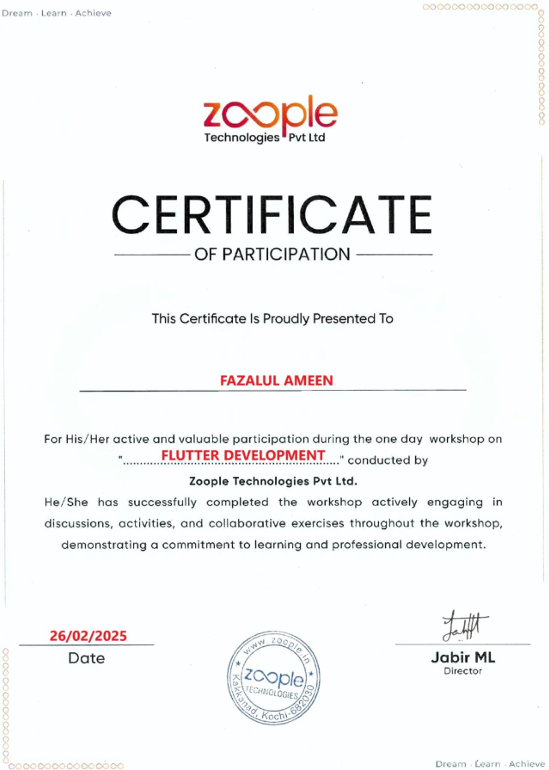 Dream - Learn - Achieve
zoople
Technologies Pvt Ltd
CERTIFICATE
OF PARTICIPATION
This Certificate Is Proudly Presented To
FAZALUL AMEEN
For His/Her active and valuable participation during the one day workshop on
"....FLUTTER DEVELOPMENT...." conducted by
Zoople Technologies Pvt Ltd.
He/She has successfully completed the workshop actively engaging in
discussions, activities, and collaborative exercises throughout the workshop,
demonstrating a commitment to learning and professional development.
26/02/2025
Date
www.zoople.in
zoople
TECHNOLOGIES
Kakkanad, Kochi-682030
Jabir ML
Director
Dream - Learn - Achieve